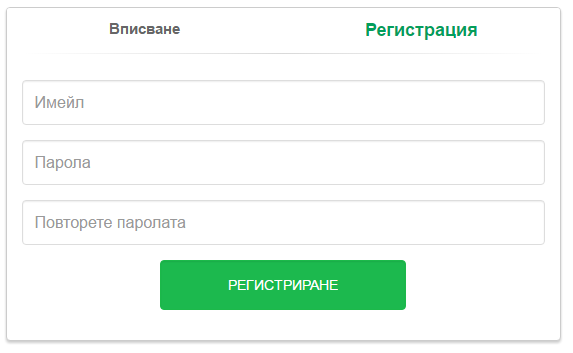 Вписване Регистрация
Имейл
Парола
Повторете паролата
РЕГИСТРИРАНЕ